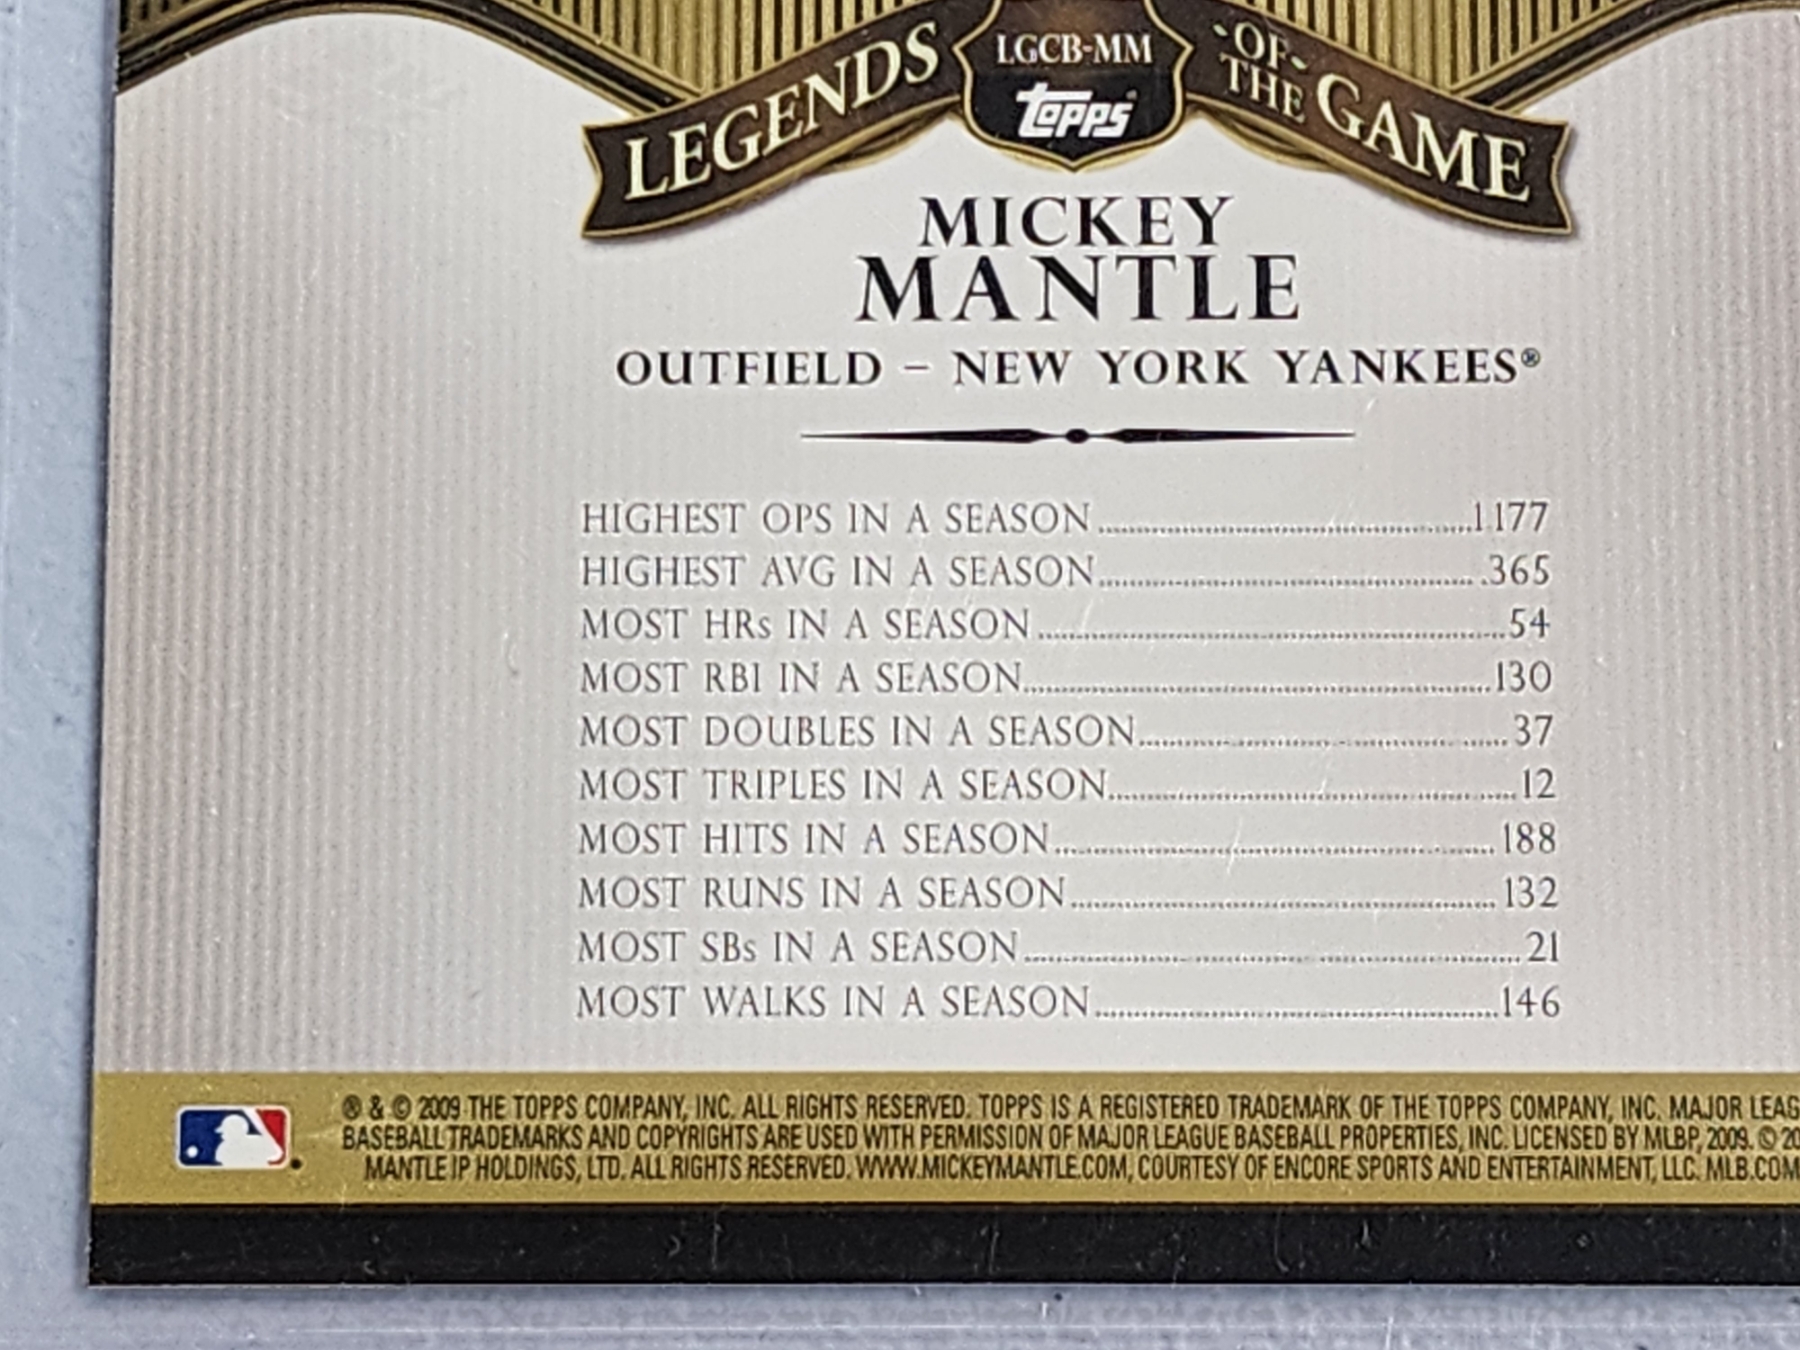 LEGENDS -OF- THE GAME
LGCB-MM
topps
MICKEY
MANTLE
OUTFIELD – NEW YORK YANKEES®
HIGHEST OPS IN A SEASON 1177
HIGHEST AVG IN A SEASON .365
MOST HRs IN A SEASON 54
MOST RBI IN A SEASON 130
MOST DOUBLES IN A SEASON 37
MOST TRIPLES IN A SEASON 12
MOST HITS IN A SEASON 188
MOST RUNS IN A SEASON 132
MOST SBs IN A SEASON 21
MOST WALKS IN A SEASON 146
® & © 2009 THE TOPPS COMPANY, INC. ALL RIGHTS RESERVED. TOPPS IS A REGISTERED TRADEMARK OF THE TOPPS COMPANY, INC. MAJOR LEAG
BASEBALL TRADEMARKS AND COPYRIGHTS ARE USED WITH PERMISSION OF MAJOR LEAGUE BASEBALL PROPERTIES, INC. LICENSED BY MLBP, 2009. © 20
MANTLE IP HOLDINGS, LTD. ALL RIGHTS RESERVED. WWW.MICKEYMANTLE.COM, COURTESY OF ENCORE SPORTS AND ENTERTAINMENT, LLC. MLB.COM